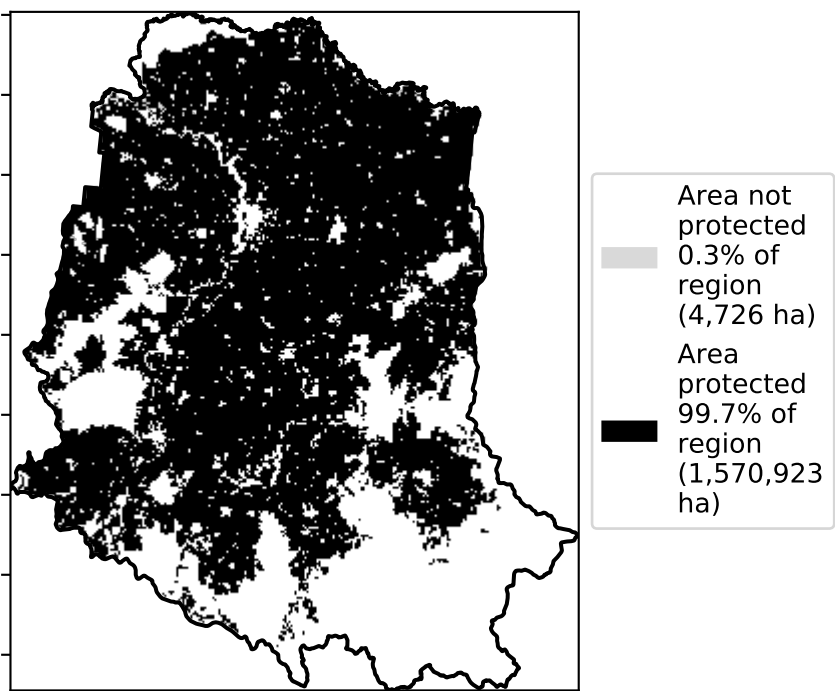 Area not
protected
0.3% of
region
(4,726 ha)
Area
protected
99.7% of
region
(1,570,923
ha)